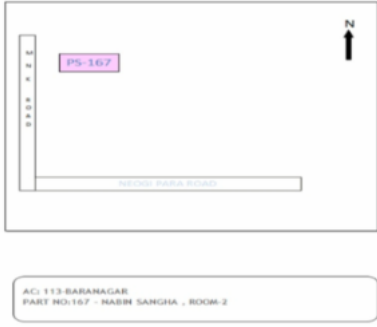 N
PS-167
M N K ROAD
NEOGI PARA ROAD
AC: 113-BARANAGAR
PART NO:167 - NABIN SANGHA , ROOM-2